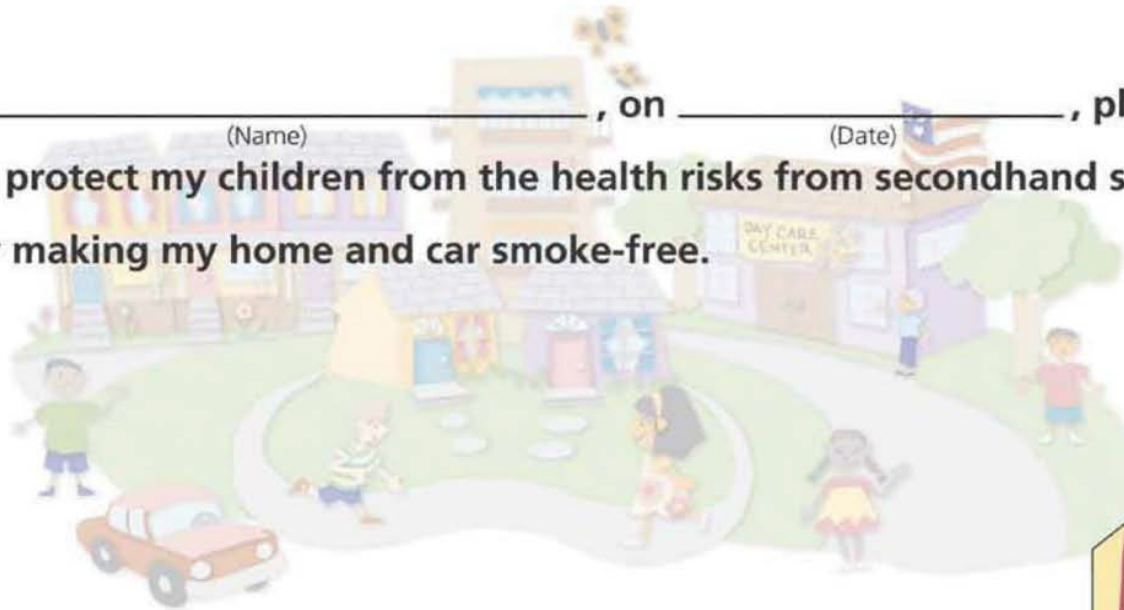 , on , pl
(Name) (Date)
protect my children from the health risks from secondhand s
making my home and car smoke-free.
DAY CARE
CENTER